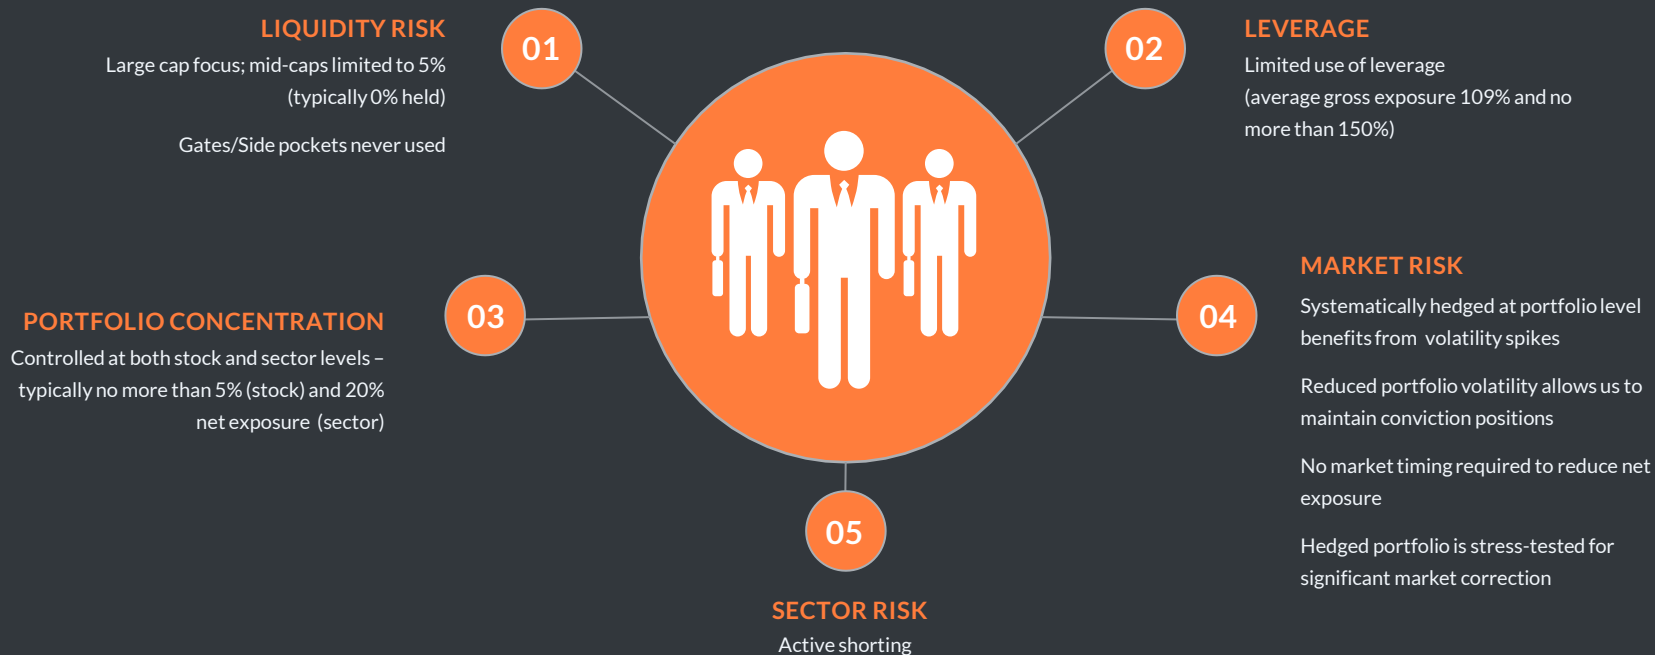 01
LIQUIDITY RISK
Large cap focus; mid-caps limited to 5%
(typically 0% held)
Gates/Side pockets never used
02
LEVERAGE
Limited use of leverage
(average gross exposure 109% and no
more than 150%)
03
PORTFOLIO CONCENTRATION
Controlled at both stock and sector levels –
typically no more than 5% (stock) and 20%
net exposure (sector)
04
MARKET RISK
Systematically hedged at portfolio level
benefits from volatility spikes
Reduced portfolio volatility allows us to
maintain conviction positions
No market timing required to reduce net
exposure
Hedged portfolio is stress-tested for
significant market correction
05
SECTOR RISK
Active shorting